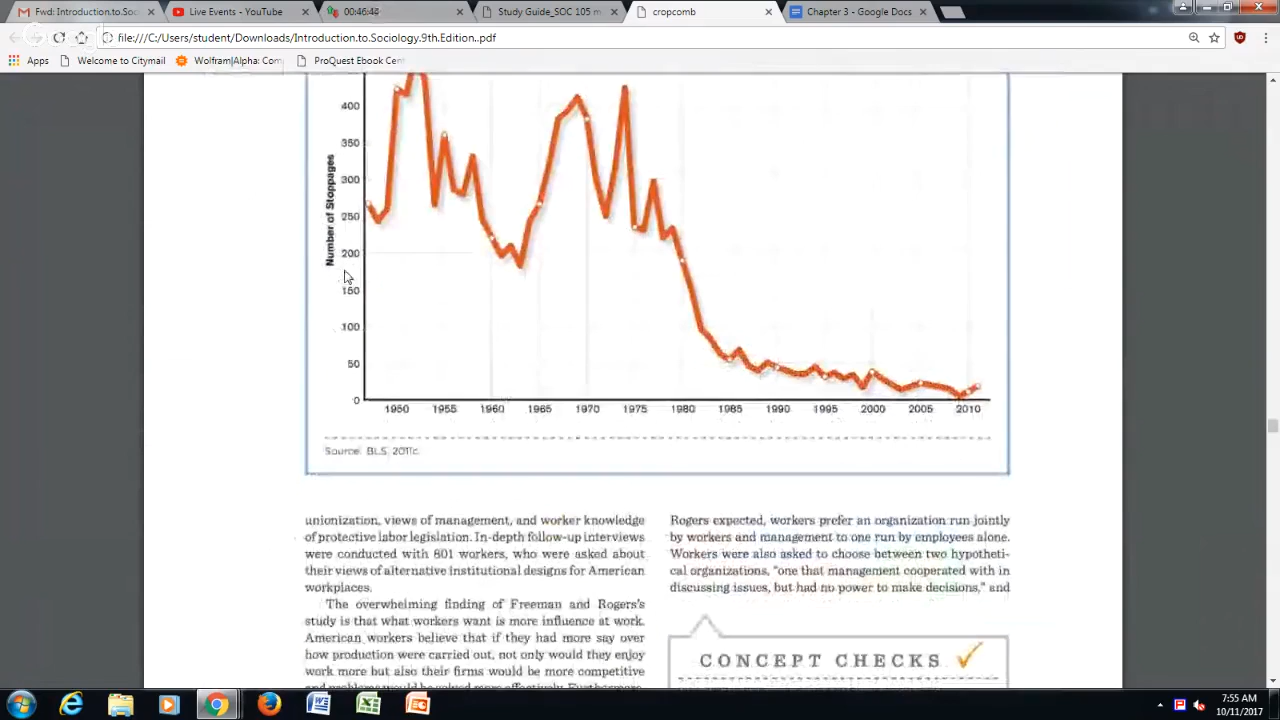 Fwd: Introduction.to.Soc
Live Events - YouTube
00:46:46
Study Guide_SOC 105 m
cropcomb
Chapter 3 - Google Docs
file:///C:/Users/student/Downloads/Introduction.to.Sociology.9th.Edition..pdf
Apps
Welcome to Citymail
Wolfram|Alpha: Com
ProQuest Ebook Cen
400
350
300
250
200
150
100
50
0
Number of Stoppages
1950 1955 1960 1965 1970 1975 1980 1985 1990 1995 2000 2005 2010
Source: BLS, 2011c.
unionization, views of management, and worker knowledge
of protective labor legislation. In-depth follow-up interviews
were conducted with 801 workers, who were asked about
their views of alternative institutional designs for American
workplaces.
The overwhelming finding of Freeman and Rogers's
study is that what workers want is more influence at work.
American workers believe that if they had more say over
how production were carried out, not only would they enjoy
work more but also their firms would be more competitive
and problems would be solved more effectively. Furthermore,
Rogers expected, workers prefer an organization run jointly
by workers and management to one run by employees alone.
Workers were also asked to choose between two hypotheti-
cal organizations, "one that management cooperated with in
discussing issues, but had no power to make decisions," and
CONCEPT CHECKS
7:55 AM
10/11/2017